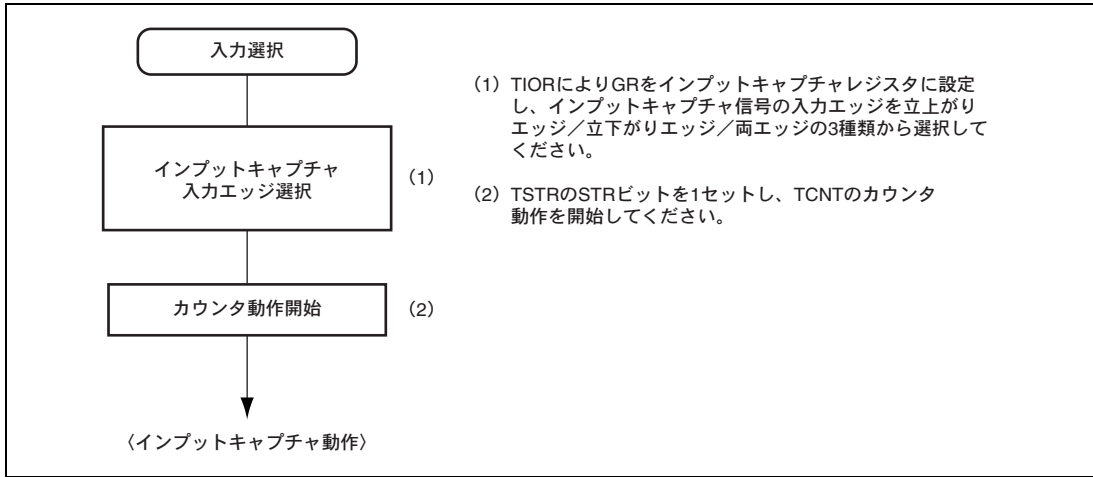 入力選択
インプットキャプチャ
入力エッジ選択
(1)
カウンタ動作開始
(2)
〈インプットキャプチャ動作〉
(1) TIORによりGRをインプットキャプチャレジスタに設定
し、インプットキャプチャ信号の入力エッジを立上がり
エッジ／立下がりエッジ／両エッジの3種類から選択して
ください。
(2) TSTRのSTRビットを1セットし、TCNTのカウンタ
動作を開始してください。